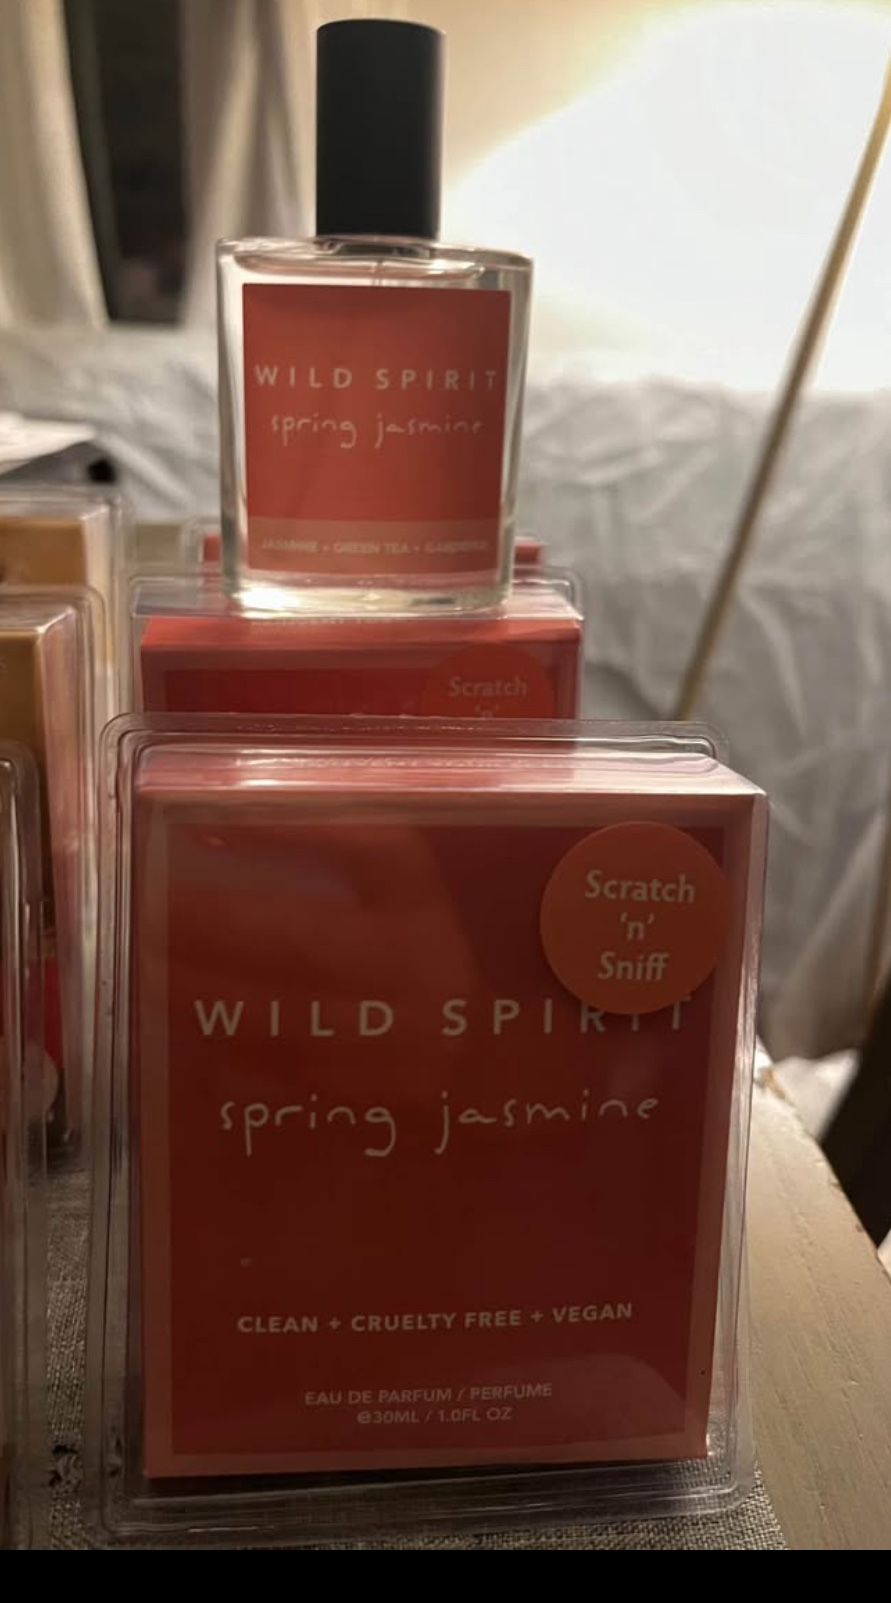 WILD SPIRIT
spring jasmine
JASMINE + GREEN TEA + GARDENIA
Scratch
'n'
Scratch
'n'
Sniff
WILD SPIRIT
spring jasmine
CLEAN + CRUELTY FREE + VEGAN
EAU DE PARFUM / PERFUME
℮30ML / 1.0FL OZ